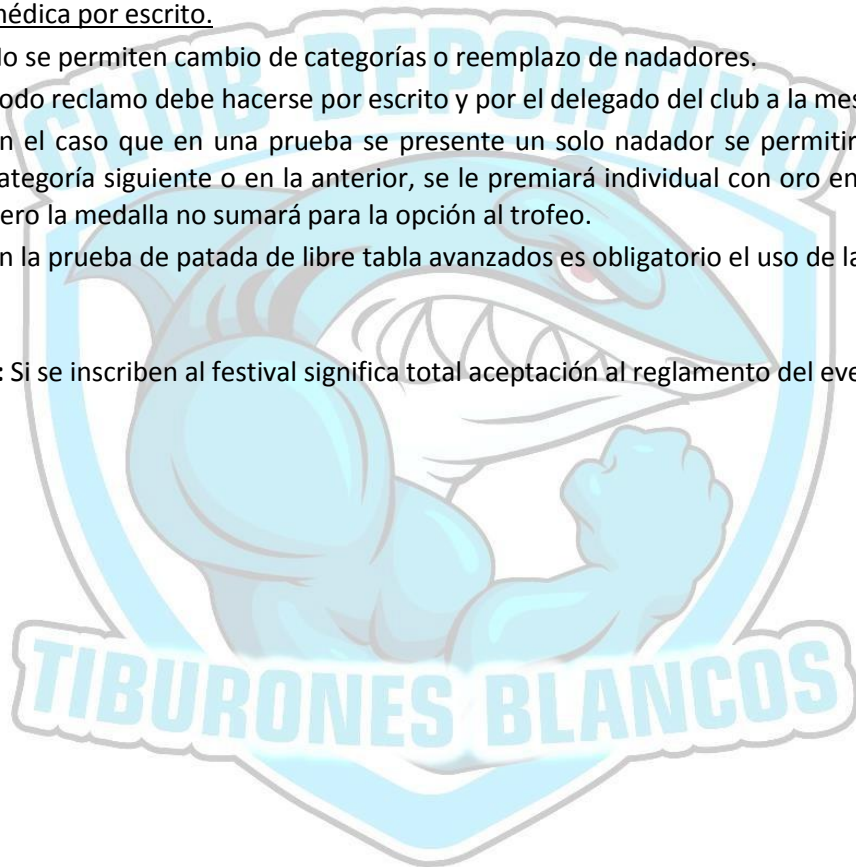 médica por escrito.
No se permiten cambio de categorías o reemplazo de nadadores.
odo reclamo debe hacerse por escrito y por el delegado del club a la mes
n el caso que en una prueba se presente un solo nadador se permitir
ategoría siguiente o en la anterior, se le premiará individual con oro en
ero la medalla no sumará para la opción al trofeo.
n la prueba de patada de libre tabla avanzados es obligatorio el uso de la
: Si se inscriben al festival significa total aceptación al reglamento del eve
CLUB DEPORTIVO
TIBURONES BLANCOS